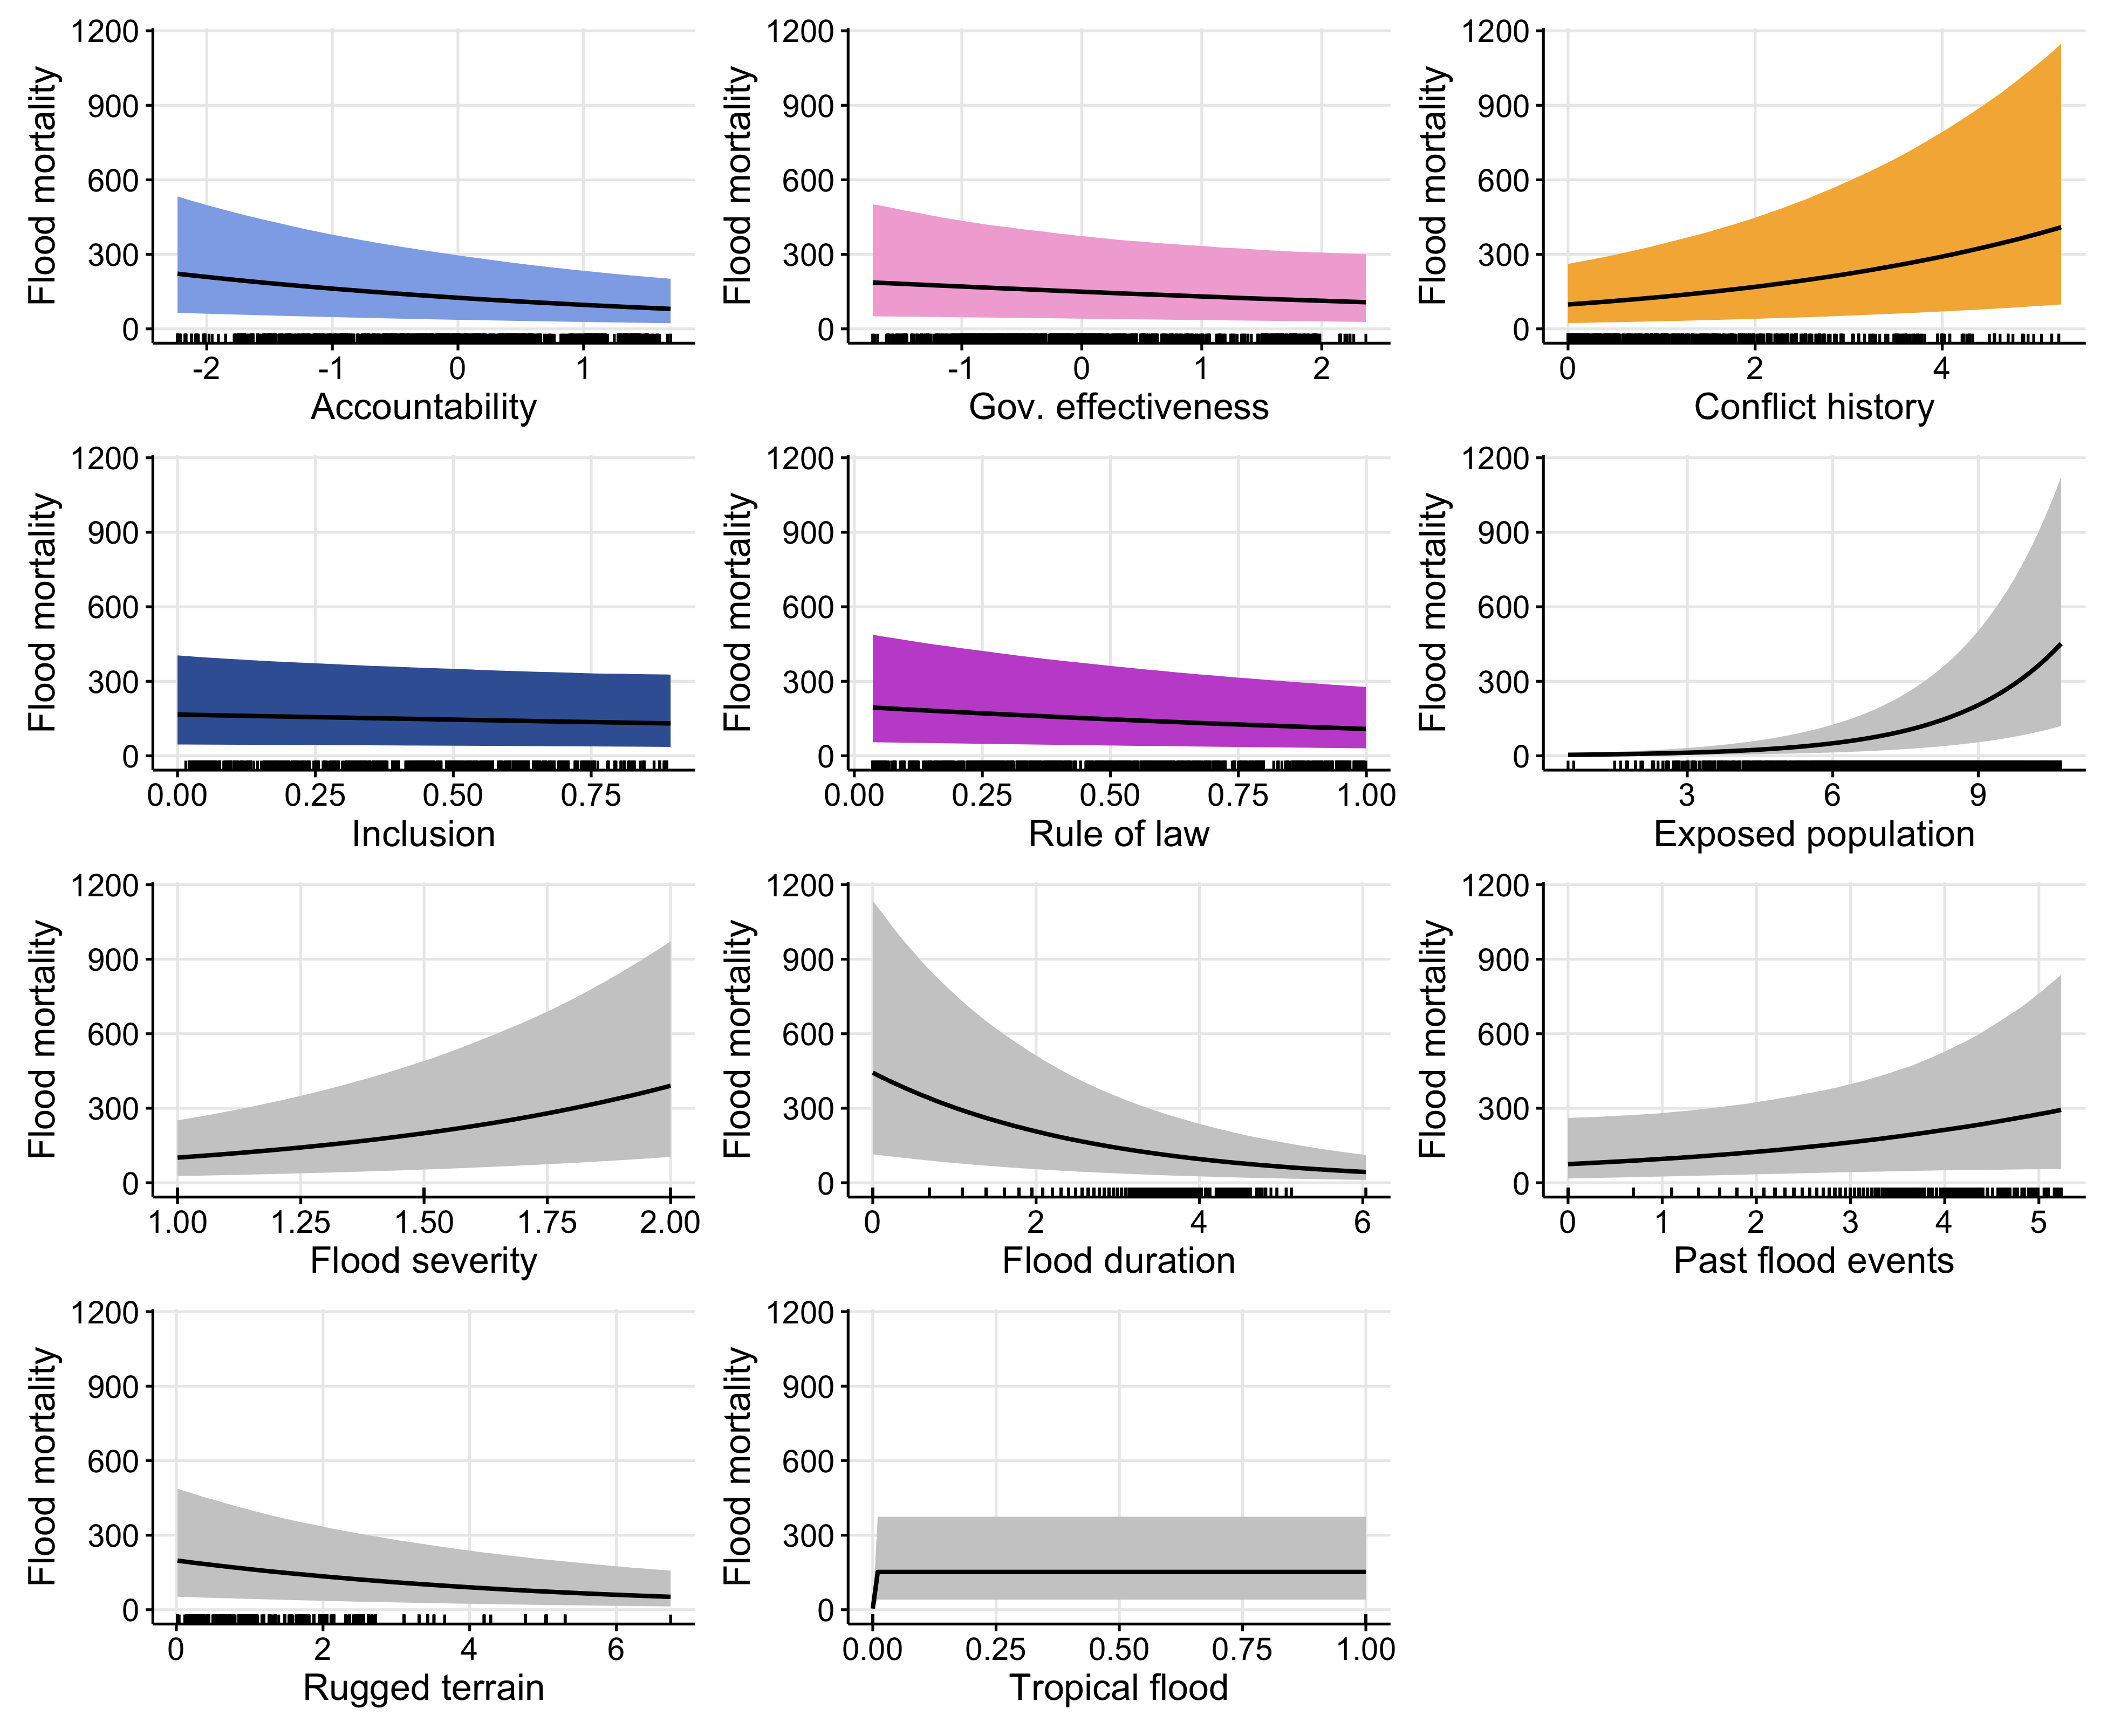 Flood mortality
1200
900
600
300
0
-2 -1 0 1
Accountability
Flood mortality
1200
900
600
300
0
-1 0 1 2
Gov. effectiveness
Flood mortality
1200
900
600
300
0
0 2 4
Conflict history
Flood mortality
1200
900
600
300
0
0.00 0.25 0.50 0.75
Inclusion
Flood mortality
1200
900
600
300
0
0.00 0.25 0.50 0.75 1.00
Rule of law
Flood mortality
1200
900
600
300
0
3 6 9
Exposed population
Flood mortality
1200
900
600
300
0
1.00 1.25 1.50 1.75 2.00
Flood severity
Flood mortality
1200
900
600
300
0
0 2 4 6
Flood duration
Flood mortality
1200
900
600
300
0
0 1 2 3 4 5
Past flood events
Flood mortality
1200
900
600
300
0
0 2 4 6
Rugged terrain
Flood mortality
1200
900
600
300
0
0.00 0.25 0.50 0.75 1.00
Tropical flood